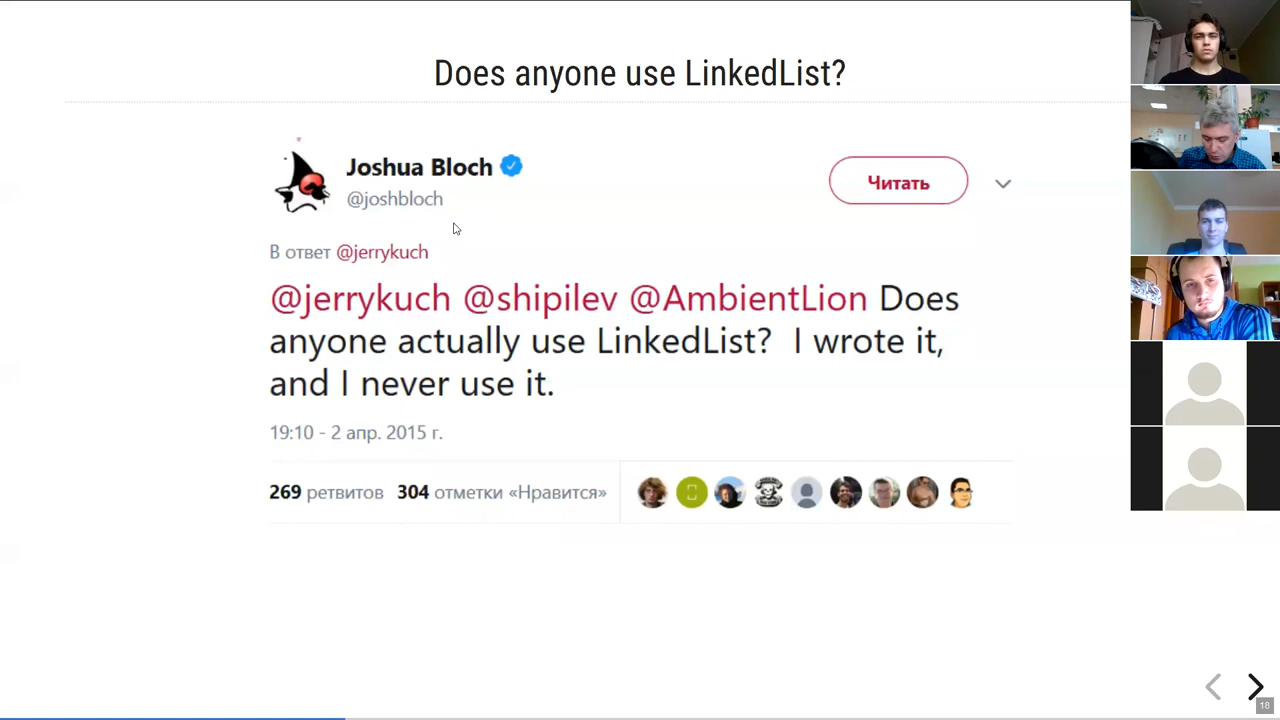 Does anyone use LinkedList?
Joshua Bloch
@joshbloch
Читать
В ответ @jerrykuch
@jerrykuch @shipilev @AmbientLion Does
anyone actually use LinkedList? I wrote it,
and I never use it.
19:10 - 2 апр. 2015 г.
269 ретвитов 304 отметки «Нравится»
18